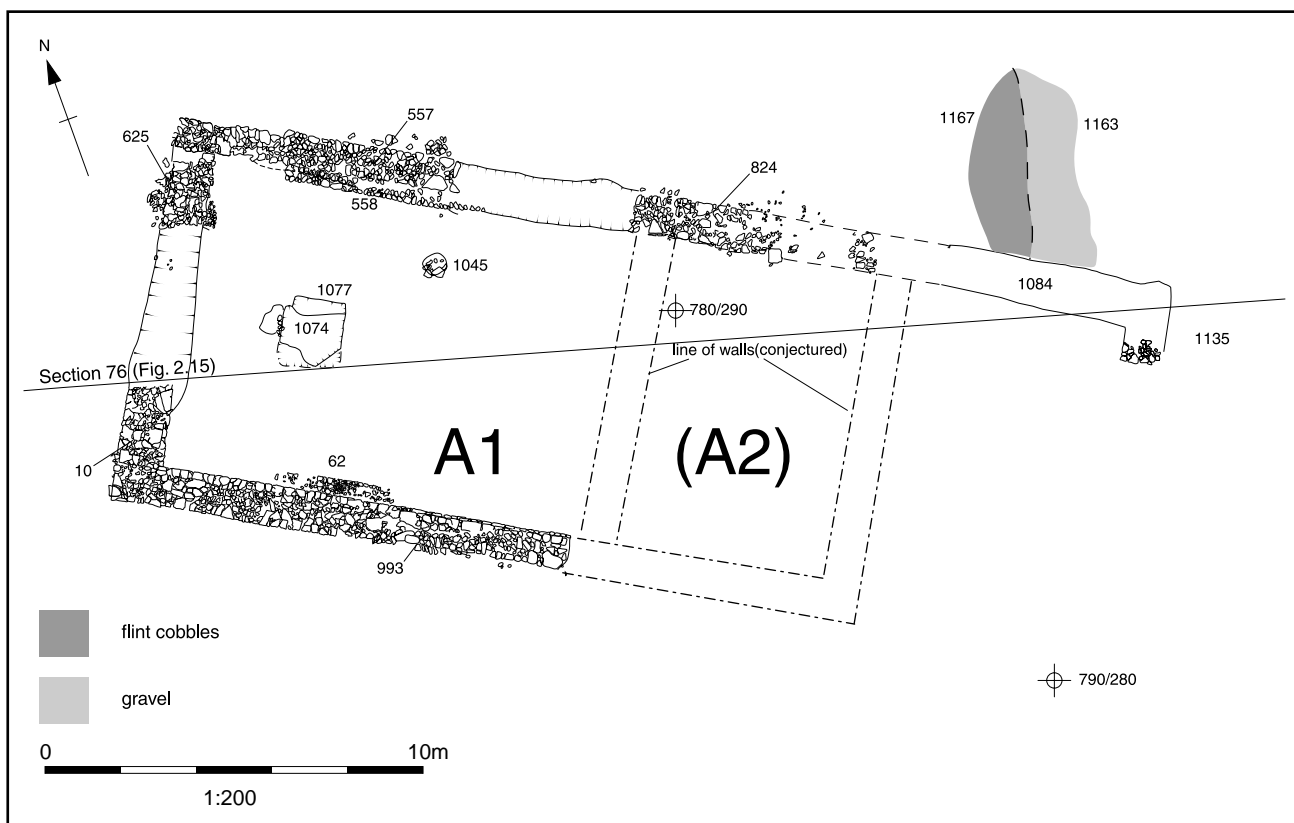 N
557
625
1167
1163
824
558
1045
1077
1084
780/290
1074
1135
line of walls(conjectured)
Section 76 (Fig. 2.15)
A1
(A2)
62
10
993
flint cobbles
790/280
gravel
0
10m
1:200